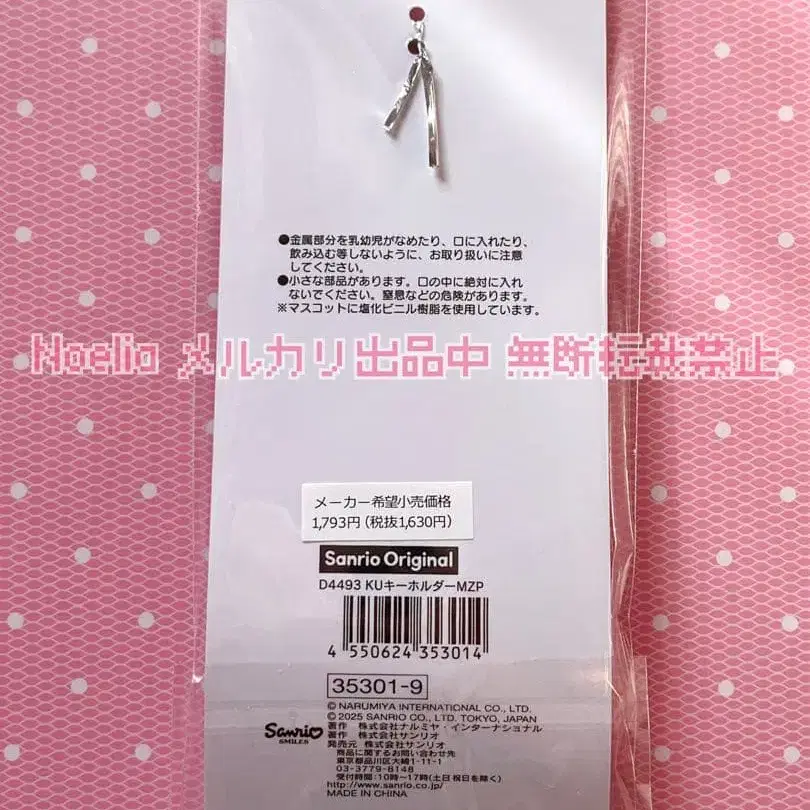 ●金属部分を乳幼児がなめたり、口に入れたり、
飲み込む等しないように、お取り扱いに注意
してください。
●小さな部品があります。口の中に絶対に入れ
ないでください。窒息などの危険があります。
※マスコットに塩化ビニル樹脂を使用しています。
Noelia メルカリ出品中 無断転載禁止
メーカー希望小売価格
1,793円(税抜1,630円)
Sanrio Original
D4493 KUキーホルダーMZP
4 550624 353014
35301-9
© NARUMIYA INTERNATIONAL CO., LTD.
© 2025 SANRIO CO., LTD. TOKYO, JAPAN
著作 株式会社ナルミヤ・インターナショナル
著作 株式会社サンリオ
発売元 株式会社サンリオ
商品に関するお問い合わせ先
東京都品川区大崎1-11-1
03-3779-8148
受付時間:10時〜17時(土日祝日を除く)
http://www.sanrio.co.jp/
MADE IN CHINA
Sanrio
SMILES